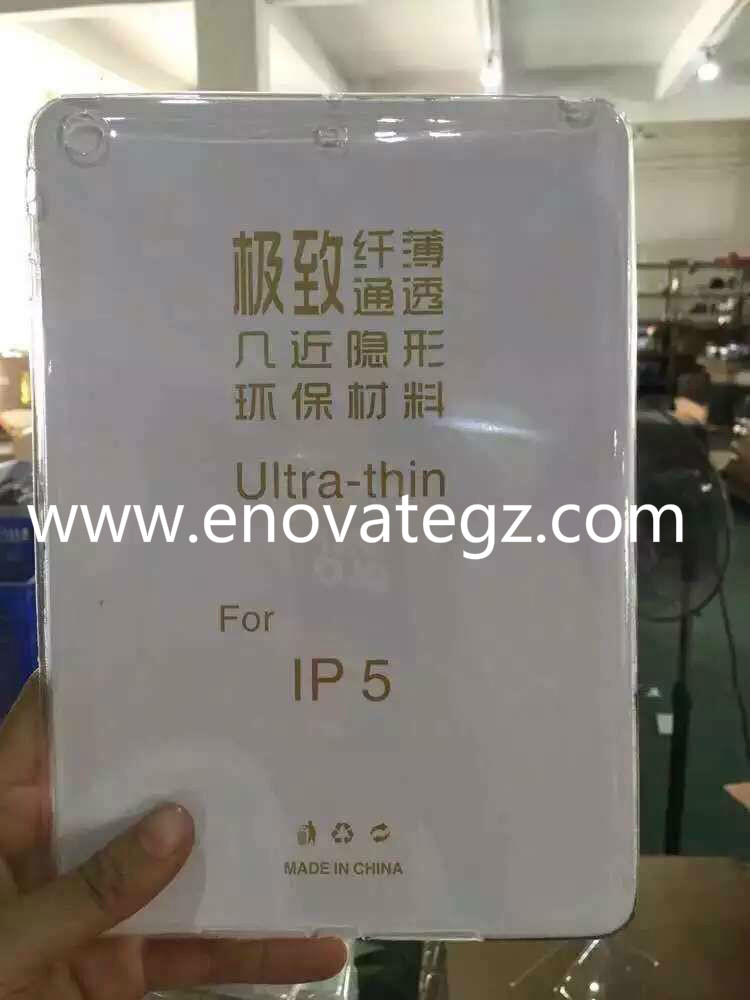 极致纤薄
通透
几近隐形
环保材料
Ultra-thin
www.enovategz.com
For
IP 5
MADE IN CHINA